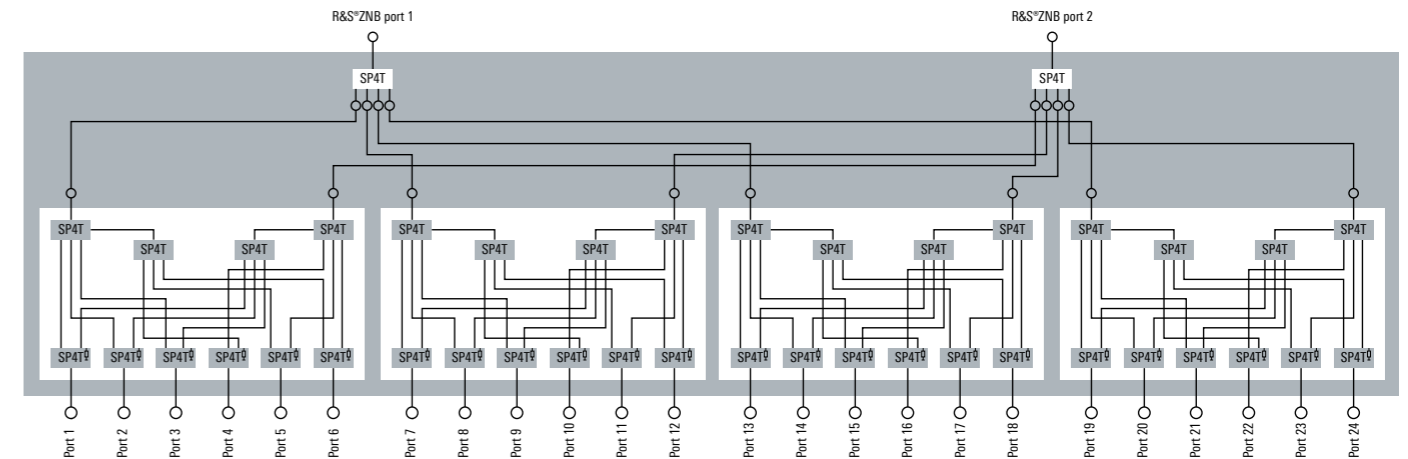 R&S®ZNB port 1 R&S®ZNB port 2
SP4T SP4T
SP4T SP4T SP4T SP4T SP4T SP4T SP4T SP4T
SP4T SP4T SP4T SP4T SP4T SP4T SP4T SP4T
SP4T SP4T SP4T SP4T SP4T SP4T SP4T SP4T SP4T SP4T SP4T SP4T SP4T SP4T SP4T SP4T SP4T SP4T SP4T SP4T SP4T SP4T SP4T SP4T
Port 1
Port 2
Port 3
Port 4
Port 5
Port 6
Port 7
Port 8
Port 9
Port 10
Port 11
Port 12
Port 13
Port 14
Port 15
Port 16
Port 17
Port 18
Port 19
Port 20
Port 21
Port 22
Port 23
Port 24